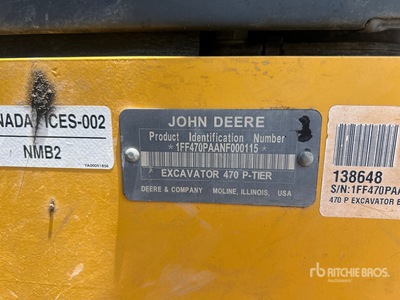 NADA ICES-002
NMB2
JOHN DEERE
Product Identification Number
*1FF470PAANF000115*
EXCAVATOR 470 P-TIER
DEERE & COMPANY MOLINE, ILLINOIS, USA
138648
S/N:1FF470PAA
470 P EXCAVATOR
rb RITCHIE BROS.